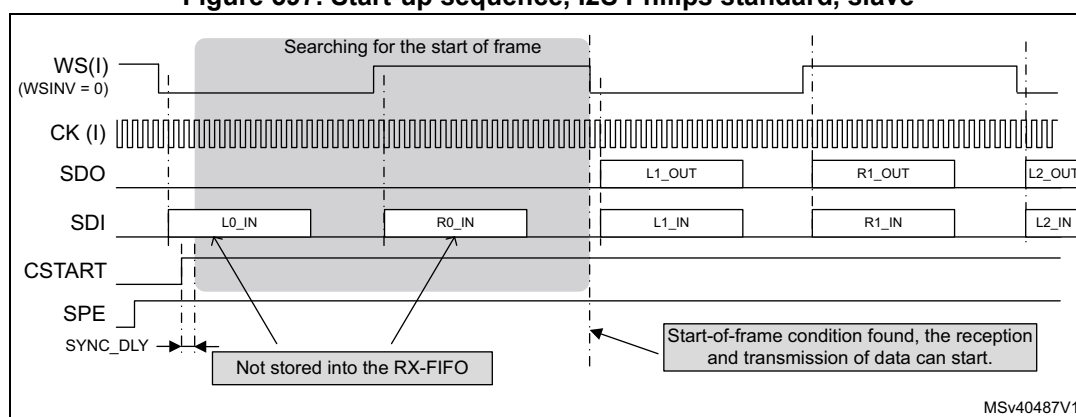 Figure 697. Start-up sequence, I2S Philips standard, slave
Searching for the start of frame
WS(I)
(WSINV = 0)
CK (I)
SDO
L1_OUT
R1_OUT
L2_OUT
SDI
L0_IN
R0_IN
L1_IN
R1_IN
L2_IN
CSTART
SPE
SYNC_DLY
Not stored into the RX-FIFO
Start-of-frame condition found, the reception
and transmission of data can start.
MSv40487V1